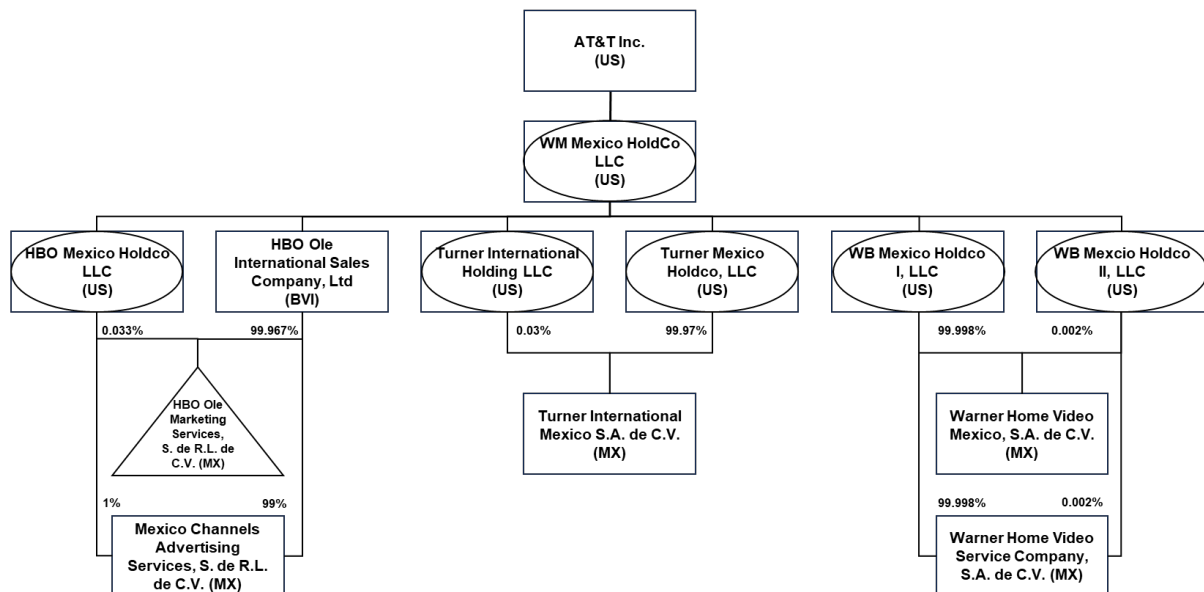 AT&T Inc.
(US)
WM Mexico HoldCo
LLC
(US)
HBO Mexico Holdco
LLC
(US)
HBO Ole
International Sales
Company, Ltd
(BVI)
Turner International
Holding LLC
(US)
Turner Mexico
Holdco, LLC
(US)
WB Mexico Holdco
I, LLC
(US)
WB Mexcio Holdco
II, LLC
(US)
0.033%
99.967%
0.03%
99.97%
99.998%
0.002%
HBO Ole
Marketing
Services,
S. de R.L. de
C.V. (MX)
Turner International
Mexico S.A. de C.V.
(MX)
Warner Home Video
Mexico, S.A. de C.V.
(MX)
1%
99%
99.998%
0.002%
Mexico Channels
Advertising
Services, S. de R.L.
de C.V. (MX)
Warner Home Video
Service Company,
S.A. de C.V. (MX)